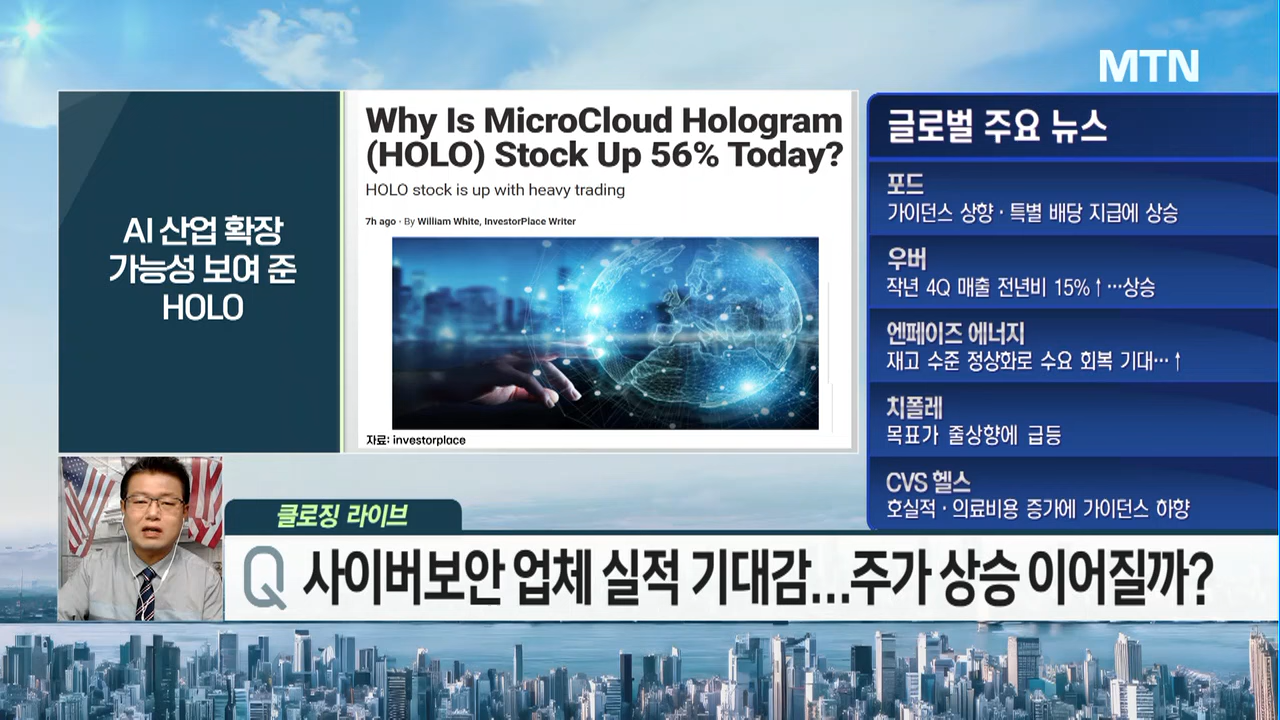 MTN
AI 산업 확장
가능성 보여 준
HOLO
Why Is MicroCloud Hologram
(HOLO) Stock Up 56% Today?
HOLO stock is up with heavy trading
7h ago · By William White, InvestorPlace Writer
자료: investorplace
글로벌 주요 뉴스
포드
가이던스 상향 · 특별 배당 지급에 상승
우버
작년 4Q 매출 전년비 15%↑…상승
엔페이즈 에너지
재고 수준 정상화로 수요 회복 기대…↑
치폴레
목표가 줄상향에 급등
CVS 헬스
호실적 · 의료비용 증가에 가이던스 하향
클로징 라이브
Q 사이버보안 업체 실적 기대감...주가 상승 이어질까?